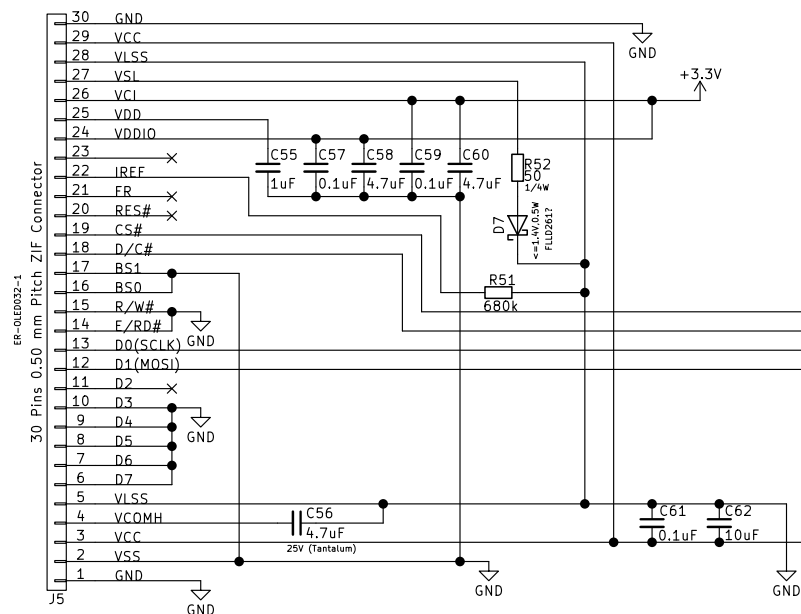 30 GND
29 VCC
28 VLSS
27 VSL
26 VCI
25 VDD
24 VDDIO
23
22 IREF
21 FR
20 RES#
19 CS#
18 D/C#
17 BS1
16 BS0
15 R/W#
14 E/RD#
13 D0(SCLK)
12 D1(MOSI)
11 D2
10 D3
9 D4
8 D5
7 D6
6 D7
5 VLSS
4 VCOMH
3 VCC
2 VSS
1 GND
J5
ER-OLED032-1
30 Pins 0.50 mm Pitch ZIF Connector
GND
+3.3V
C55
1uF
C57
0.1uF
C58
4.7uF
C59
0.1uF
C60
4.7uF
R52
50
1/4W
D7
<=1.4V,0.5W
FLLD261?
R51
680k
GND
GND
C56
4.7uF
25V (Tantalum)
C61
0.1uF
C62
10uF
GND
GND
GND